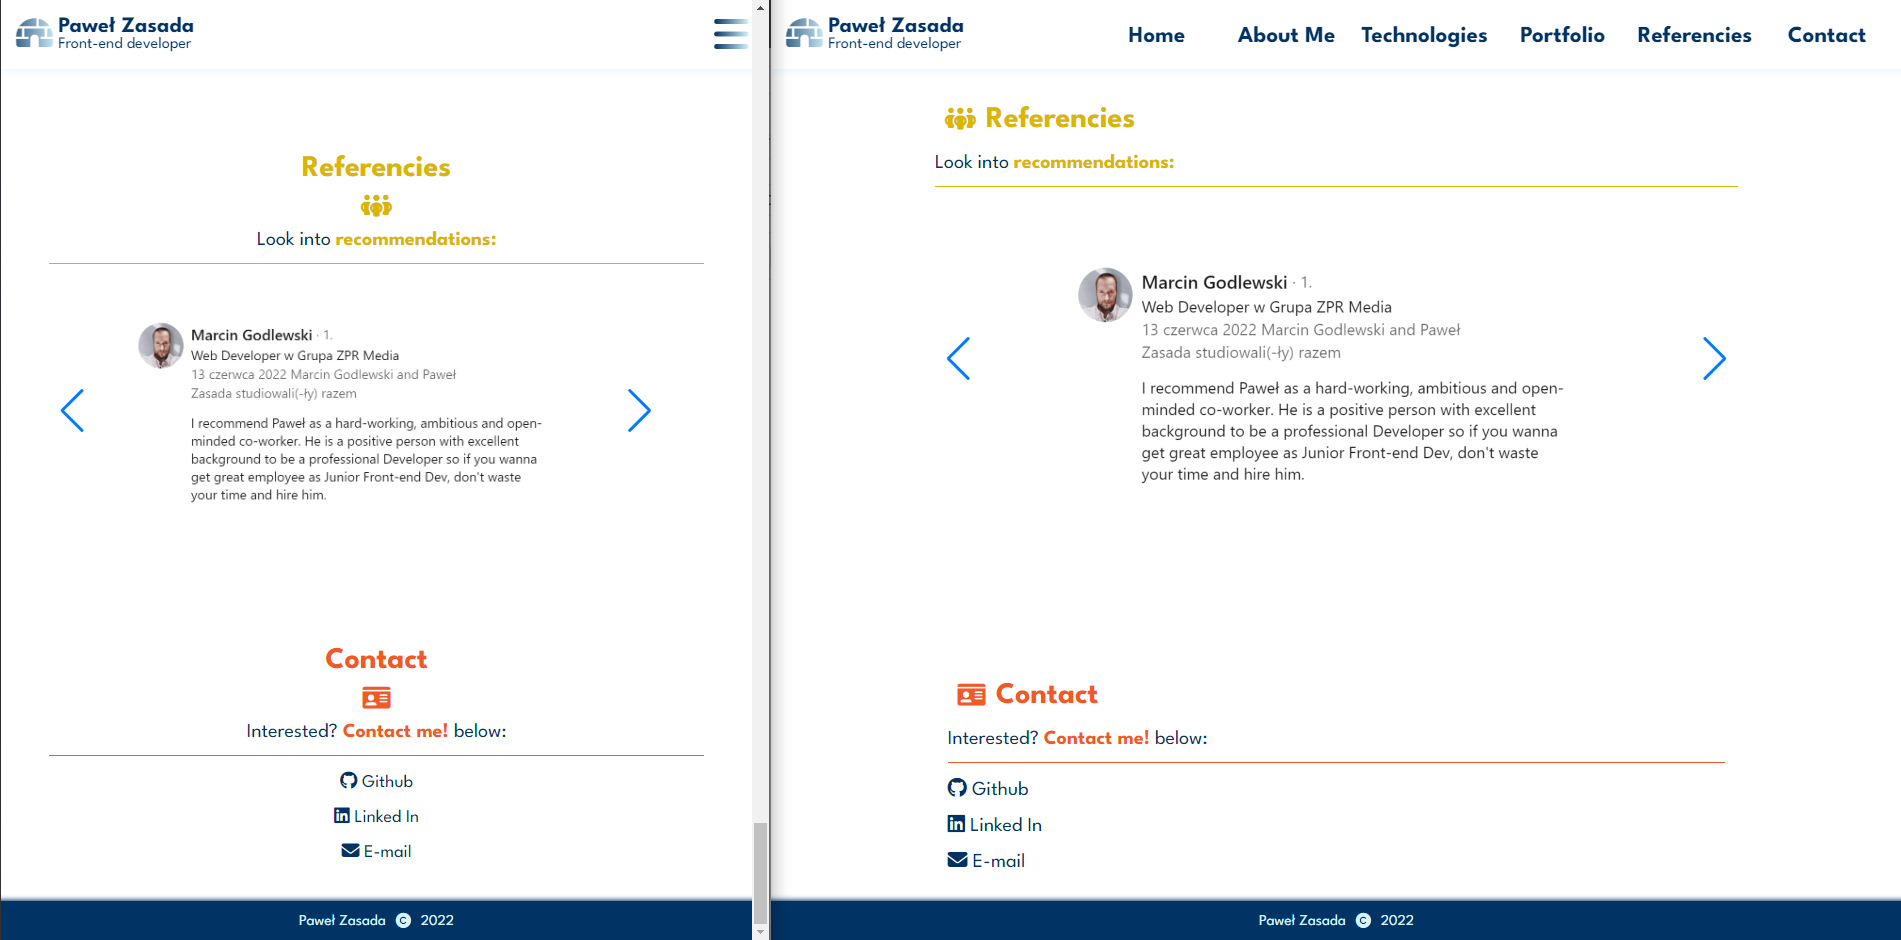 Paweł Zasada
Front-end developer
Referencies
Look into recommendations:
Marcin Godlewski · 1.
Web Developer w Grupa ZPR Media
13 czerwca 2022 Marcin Godlewski and Paweł
Zasada studiowali(-ły) razem
I recommend Paweł as a hard-working, ambitious and open-
minded co-worker. He is a positive person with excellent
background to be a professional Developer so if you wanna
get great employee as Junior Front-end Dev, don't waste
your time and hire him.
Contact
Interested? Contact me! below:
Github
Linked In
E-mail
Paweł Zasada © 2022
Paweł Zasada
Front-end developer
Home About Me Technologies Portfolio Referencies Contact
Referencies
Look into recommendations:
Marcin Godlewski · 1.
Web Developer w Grupa ZPR Media
13 czerwca 2022 Marcin Godlewski and Paweł
Zasada studiowali(-ły) razem
I recommend Paweł as a hard-working, ambitious and open-
minded co-worker. He is a positive person with excellent
background to be a professional Developer so if you wanna
get great employee as Junior Front-end Dev, don't waste
your time and hire him.
Contact
Interested? Contact me! below:
Github
Linked In
E-mail
Paweł Zasada © 2022